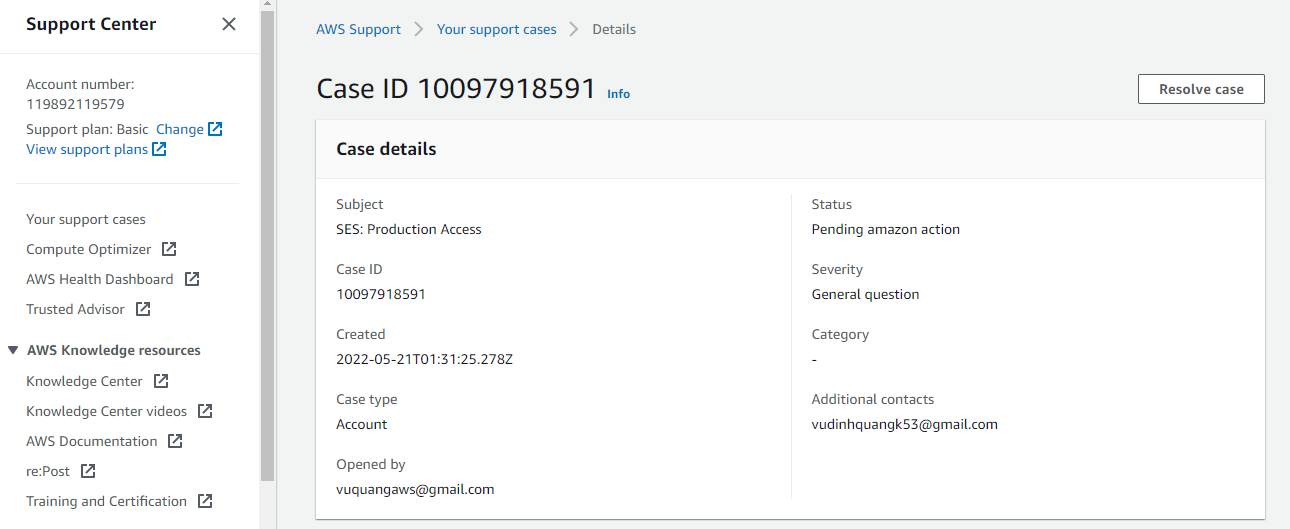 Support Center
Account number:
119892119579
Support plan: Basic Change
View support plans
Your support cases
Compute Optimizer
AWS Health Dashboard
Trusted Advisor
AWS Knowledge resources
Knowledge Center
Knowledge Center videos
AWS Documentation
re:Post
Training and Certification
AWS Support > Your support cases > Details
Case ID 10097918591 Info
Resolve case
Case details
Subject
SES: Production Access
Case ID
10097918591
Created
2022-05-21T01:31:25.278Z
Case type
Account
Opened by
vuquangaws@gmail.com
Status
Pending amazon action
Severity
General question
Category
-
Additional contacts
vudinhquangk53@gmail.com